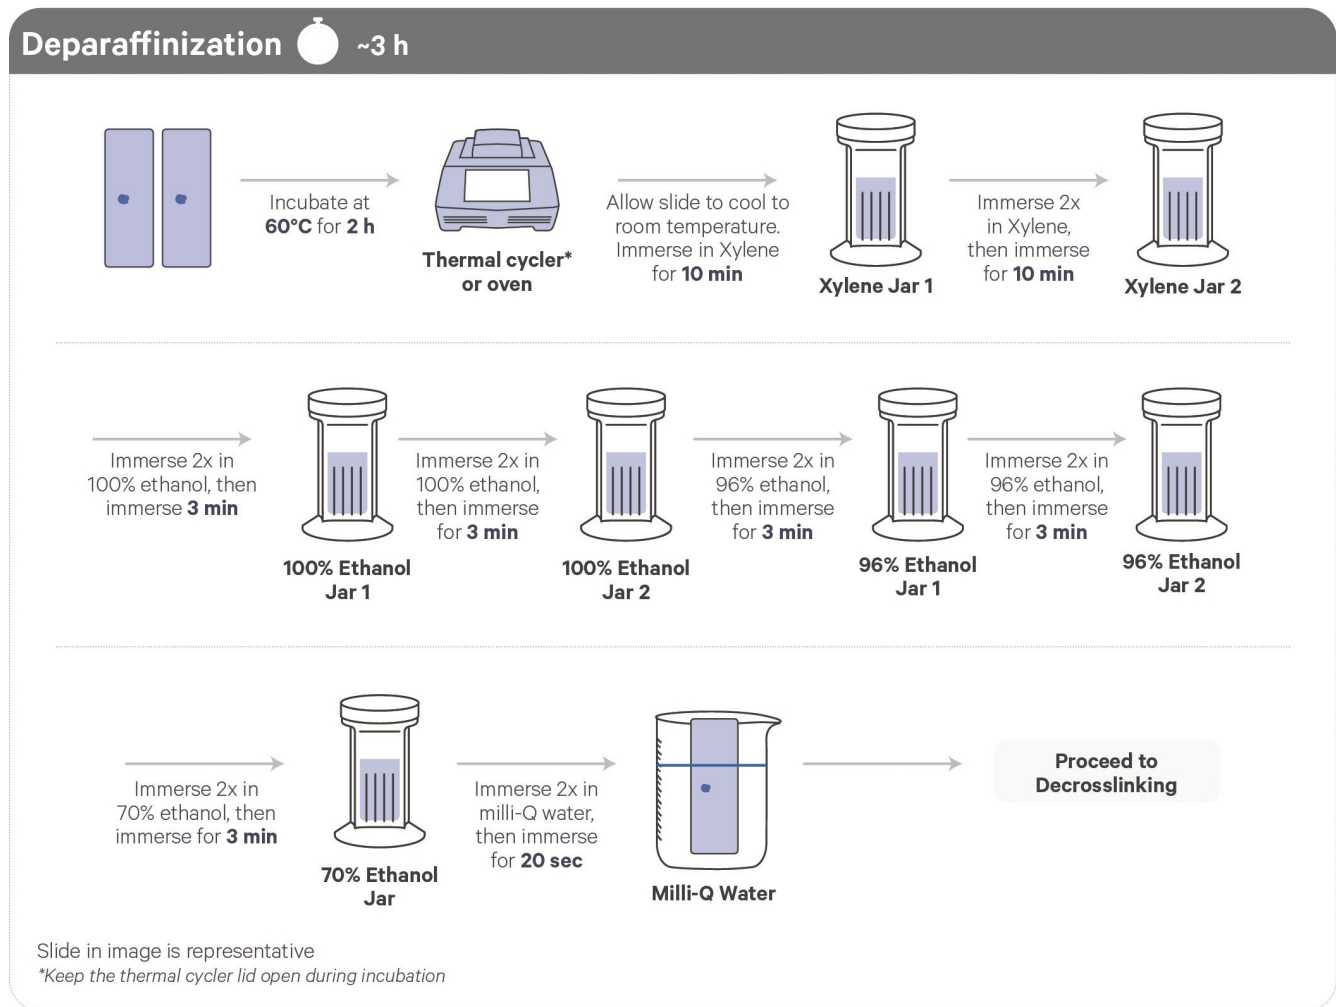 Deparaffinization ~3 h
Incubate at
60°C for 2 h
Thermal cycler*
or oven
Allow slide to cool to
room temperature.
Immerse in Xylene
for 10 min
Xylene Jar 1
Immerse 2x
in Xylene,
then immerse
for 10 min
Xylene Jar 2
Immerse 2x in
100% ethanol, then
immerse 3 min
100% Ethanol
Jar 1
Immerse 2x in
100% ethanol,
then immerse
for 3 min
100% Ethanol
Jar 2
Immerse 2x in
96% ethanol,
then immerse
for 3 min
96% Ethanol
Jar 1
Immerse 2x in
96% ethanol,
then immerse
for 3 min
96% Ethanol
Jar 2
Immerse 2x in
70% ethanol, then
immerse for 3 min
70% Ethanol
Jar
Immerse 2x in
milli-Q water,
then immerse
for 20 sec
Milli-Q Water
Proceed to
Decrosslinking
Slide in image is representative
*Keep the thermal cycler lid open during incubation